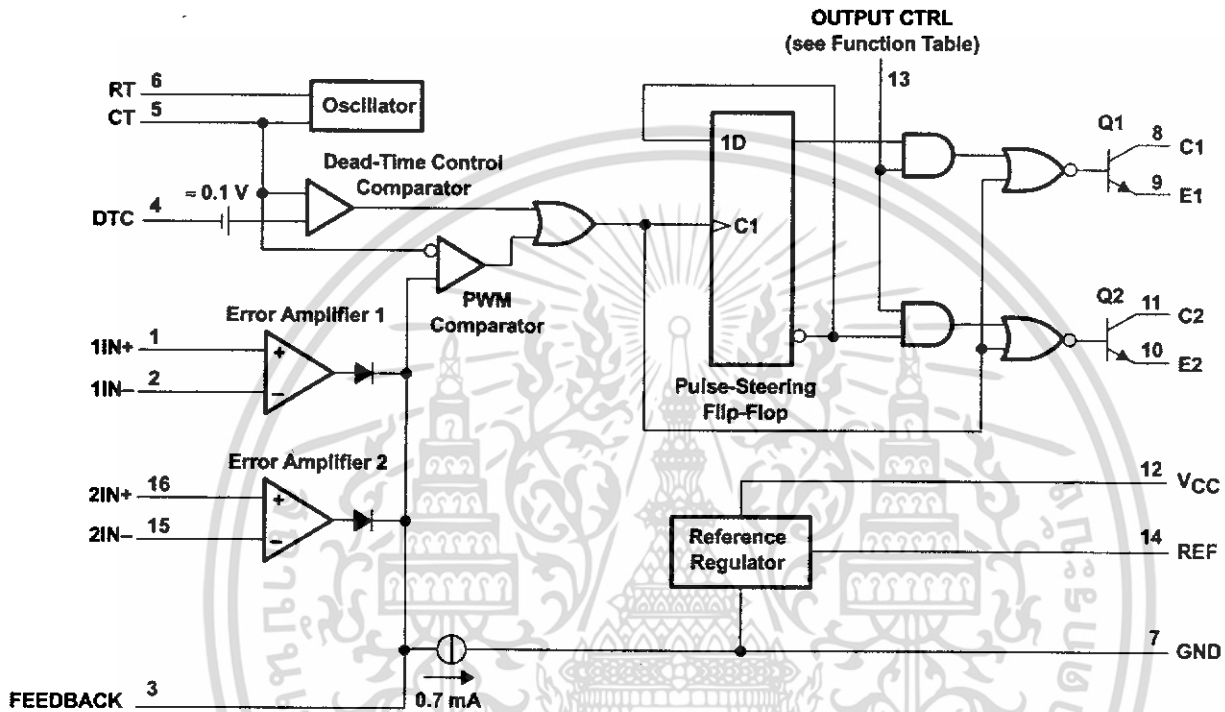 OUTPUT CTRL
(see Function Table)
13
RT 6
CT 5
Oscillator
Dead-Time Control
Comparator
= 0.1 V
DTC 4
PWM
Comparator
1D
C1
Pulse-Steering
Flip-Flop
Q1
8 C1
9 E1
Q2
11 C2
10 E2
Error Amplifier 1
1IN+ 1
1IN– 2
+
–
Error Amplifier 2
2IN+ 16
2IN– 15
+
–
12 VCC
Reference
Regulator
14 REF
7 GND
FEEDBACK 3
0.7 mA